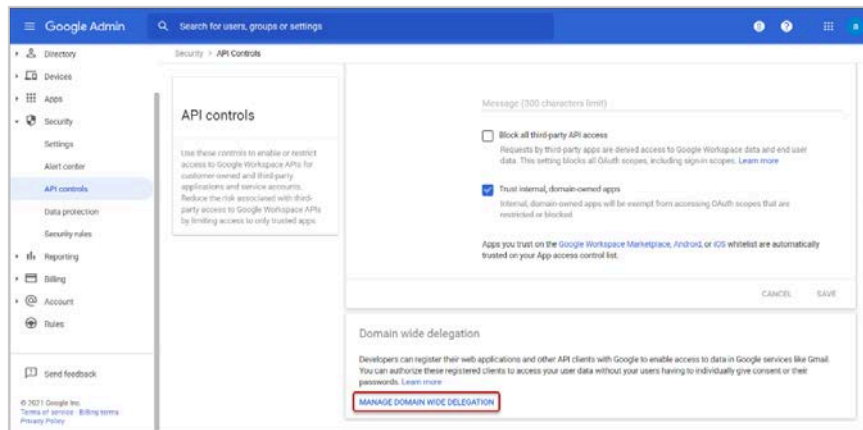 Google Admin
Search for users, groups or settings
Directory
Devices
Apps
Security
Settings
Alert center
API controls
Data protection
Security rules
Reporting
Billing
Account
Rules
Send feedback
© 2021 Google Inc.
Terms of service - Billing terms -
Privacy Policy
Security > API Controls
API controls
Use these controls to enable or restrict
access to Google Workspace APIs for
customer-owned and third-party
applications and service accounts.
Reduce the risk associated with third-
party access to Google Workspace APIs
by limiting access to only trusted apps.
Message (300 characters limit)
Block all third-party API access
Requests by third-party apps are denied access to Google Workspace data and end user
data. This setting blocks all OAuth scopes, including sign-in scopes. Learn more
Trust internal, domain-owned apps
Internal, domain-owned apps will be exempt from accessing OAuth scopes that are
restricted or blocked.
Apps you trust on the Google Workspace Marketplace, Android, or iOS whitelist are automatically
trusted on your App access control list.
CANCEL SAVE
Domain wide delegation
Developers can register their web applications and other API clients with Google to enable access to data in Google services like Gmail.
You can authorize these registered clients to access your user data without your users having to individually give consent or their
passwords. Learn more
MANAGE DOMAIN WIDE DELEGATION